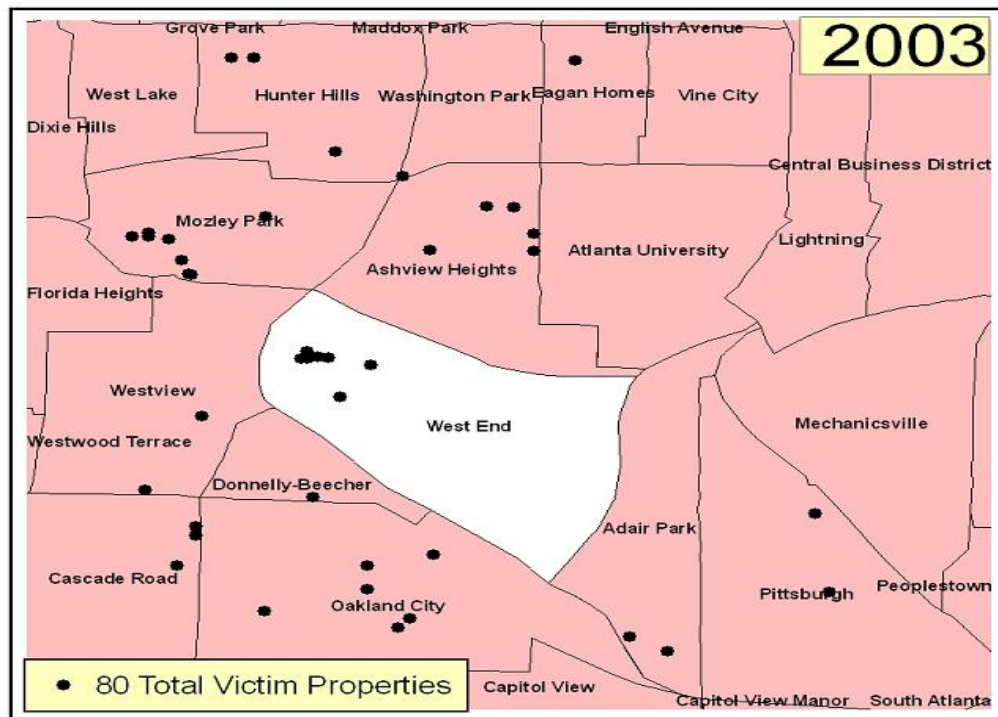 2003
Grove Park
Maddox Park
English Avenue
West Lake
Hunter Hills
Washington Park
Eagan Homes
Vine City
Dixie Hills
Central Business District
Mozley Park
Ashview Heights
Atlanta University
Lightning
Florida Heights
Westview
West End
Mechanicsville
Westwood Terrace
Donnelly-Beecher
Adair Park
Cascade Road
Oakland City
Pittsburgh
Peoplestown
80 Total Victim Properties
Capitol View
Capitol View Manor
South Atlanta